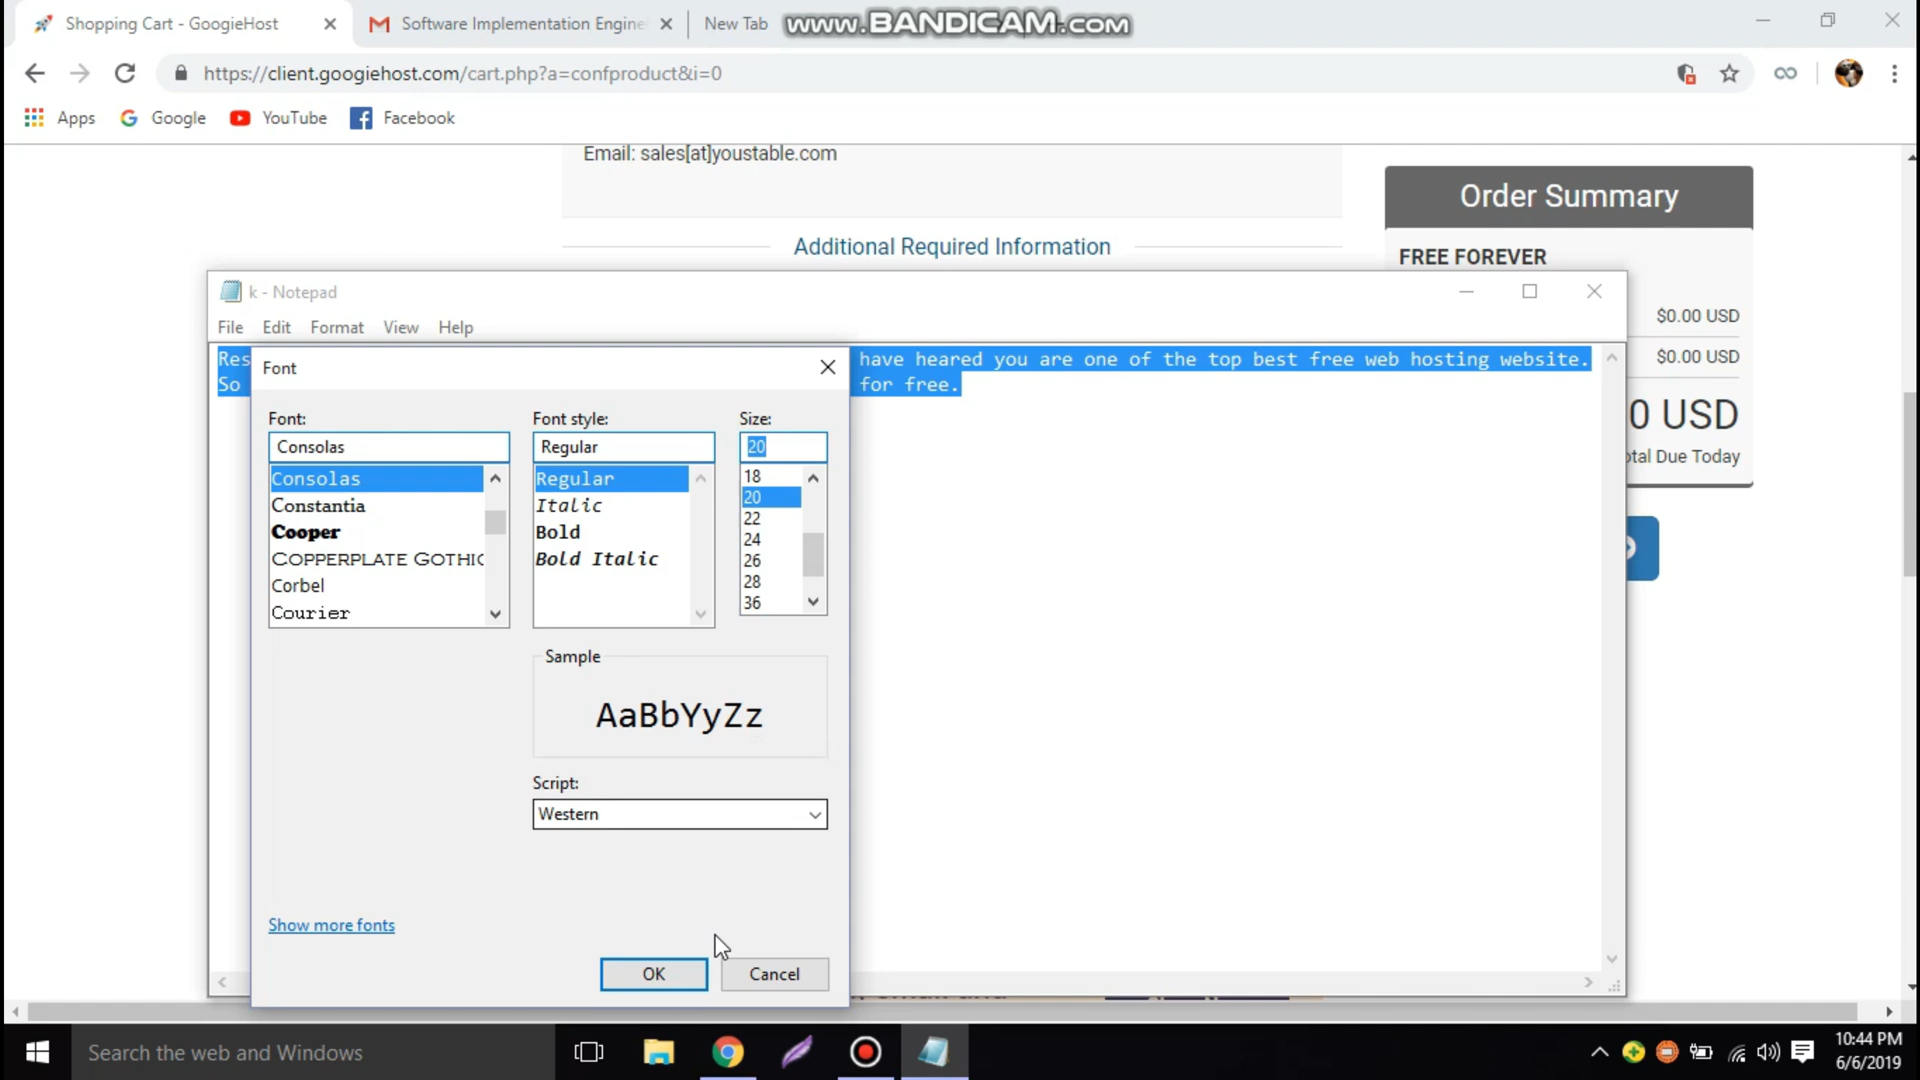 Shopping Cart - GoogieHost
Software Implementation Engine
New Tab
www.BANDICAM.com
https://client.googiehost.com/cart.php?a=confproduct&i=0
Apps
Google
YouTube
Facebook
Email: sales[at]youstable.com
Order Summary
Additional Required Information
FREE FOREVER
$0.00 USD
$0.00 USD
0 USD
otal Due Today
k - Notepad
File Edit Format View Help
Res have heared you are one of the top best free web hosting website.
So for free.
Font
Font:
Font style:
Size:
Consolas
Regular
20
Consolas
Constantia
Cooper
COPPERPLATE GOTHIC
Corbel
Courier
Regular
Italic
Bold
Bold Italic
18
20
22
24
26
28
36
Sample
AaBbYyZz
Script:
Western
Show more fonts
OK
Cancel
Search the web and Windows
10:44 PM
6/6/2019